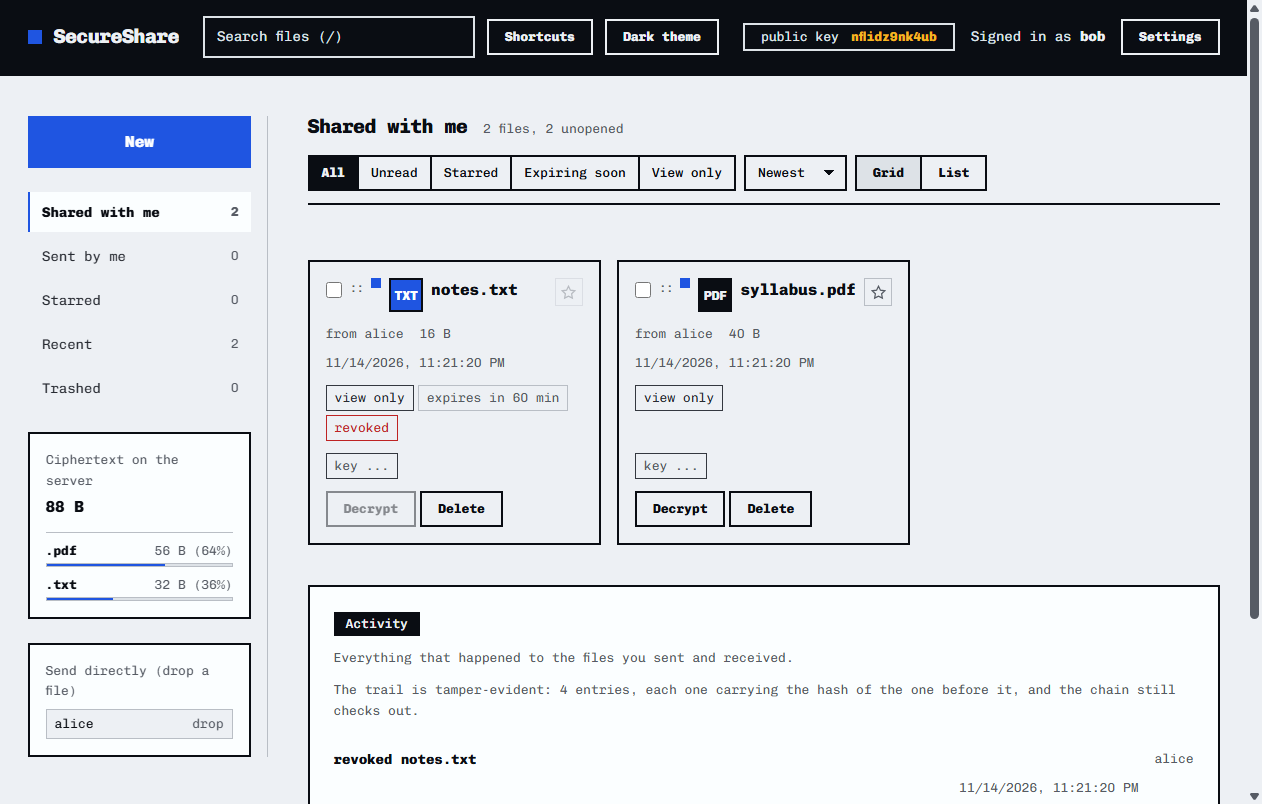 SecureShare
Search files (/)
Shortcuts
Dark theme
public key nflidz9nk4ub
Signed in as bob
Settings
New
Shared with me 2
Sent by me 0
Starred 0
Recent 2
Trashed 0
Ciphertext on the
server
88 B
.pdf 56 B (64%)
.txt 32 B (36%)
Send directly (drop a
file)
alice drop
Shared with me 2 files, 2 unopened
All Unread Starred Expiring soon View only Newest Grid List
:: TXT notes.txt
from alice 16 B
11/14/2026, 11:21:20 PM
view only expires in 60 min
revoked
key ...
Decrypt Delete
:: PDF syllabus.pdf
from alice 40 B
11/14/2026, 11:21:20 PM
view only
key ...
Decrypt Delete
Activity
Everything that happened to the files you sent and received.
The trail is tamper-evident: 4 entries, each one carrying the hash of the one before it, and the chain still
checks out.
revoked notes.txt alice
11/14/2026, 11:21:20 PM